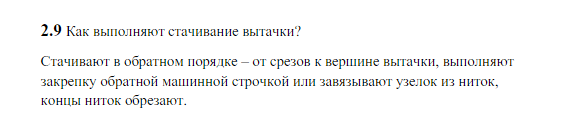 2.9 Как выполняют стачивание вытачки?
Стачивают в обратном порядке – от срезов к вершине вытачки, выполняют
закрепку обратной машинной строчкой или завязывают узелок из ниток,
концы ниток обрезают.